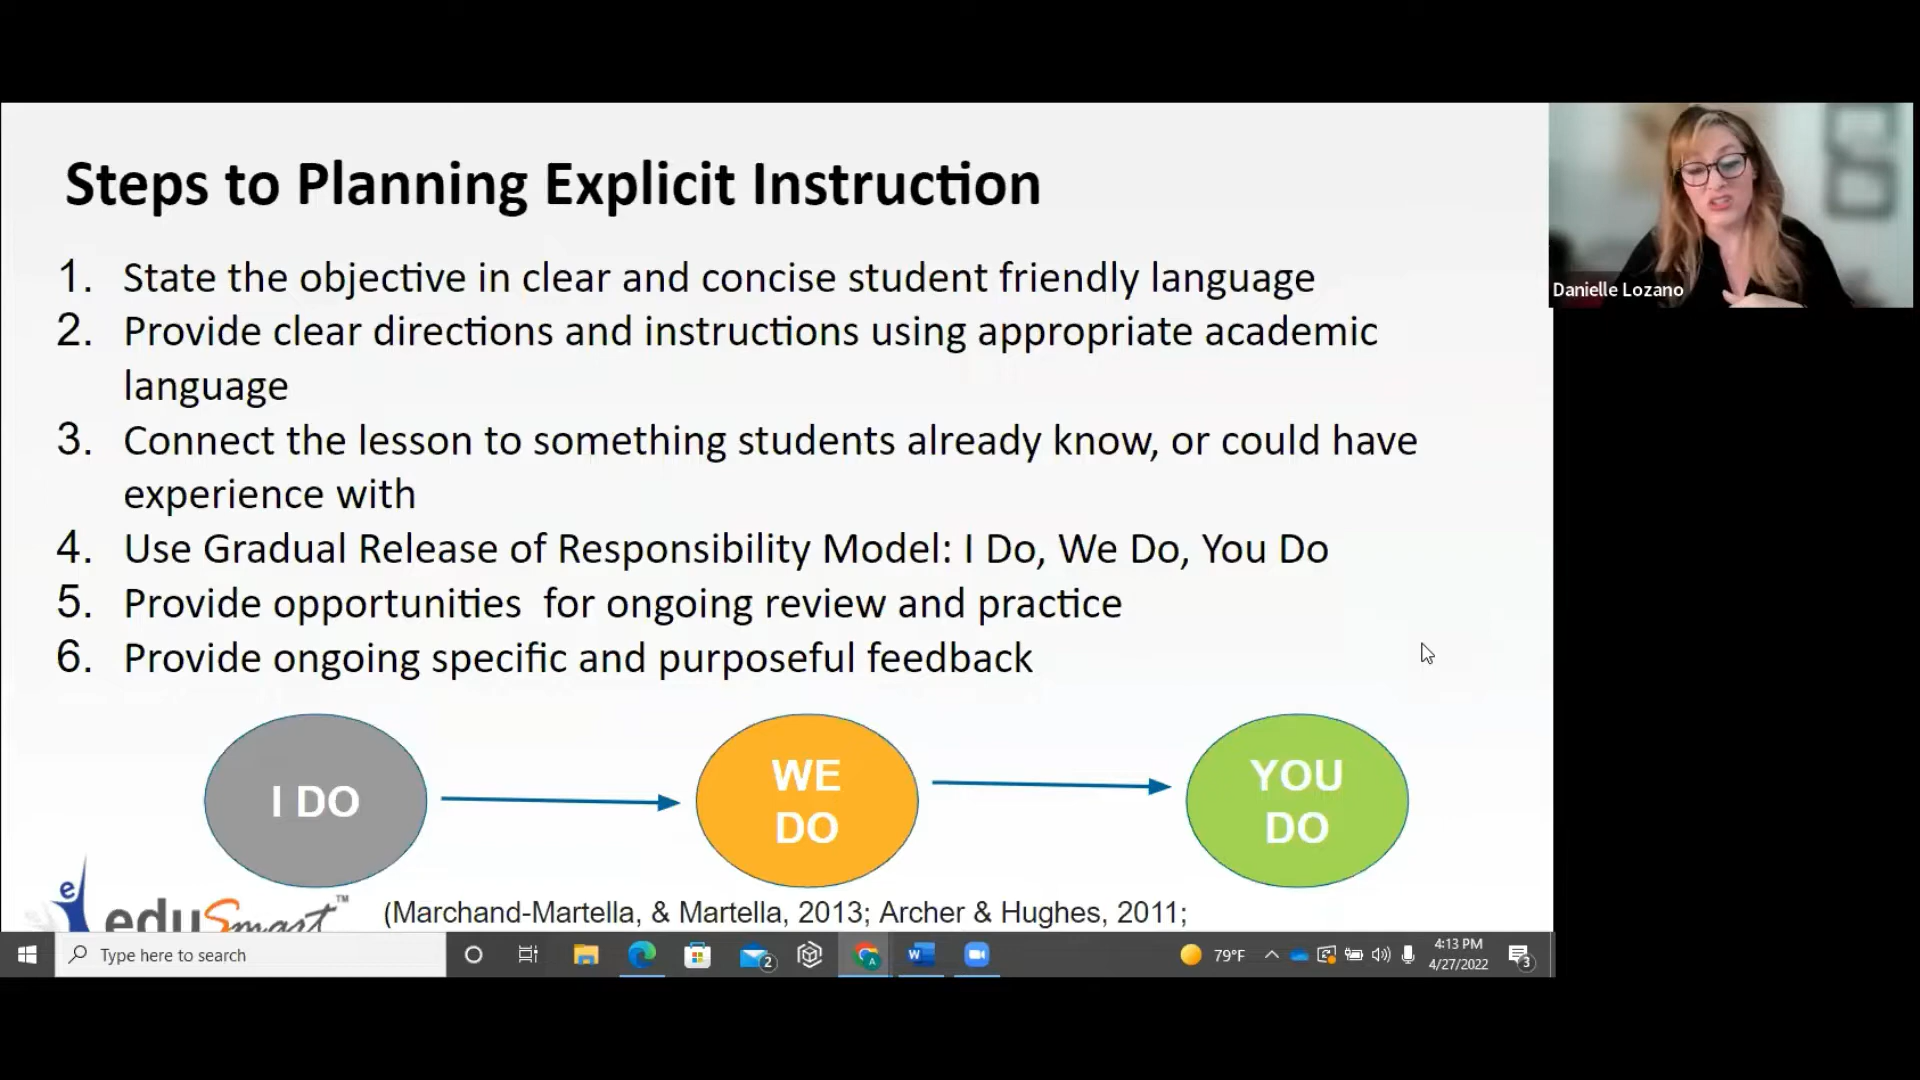 Steps to Planning Explicit Instruction
1. State the objective in clear and concise student friendly language
2. Provide clear directions and instructions using appropriate academic
language
3. Connect the lesson to something students already know, or could have
experience with
4. Use Gradual Release of Responsibility Model: I Do, We Do, You Do
5. Provide opportunities  for ongoing review and practice
6. Provide ongoing specific and purposeful feedback
I DO
WE
DO
YOU
DO
e
eduSmart™
(Marchand-Martella, & Martella, 2013; Archer & Hughes, 2011;
Danielle Lozano
Type here to search
2
A
W
79°F
4:13 PM
4/27/2022
3